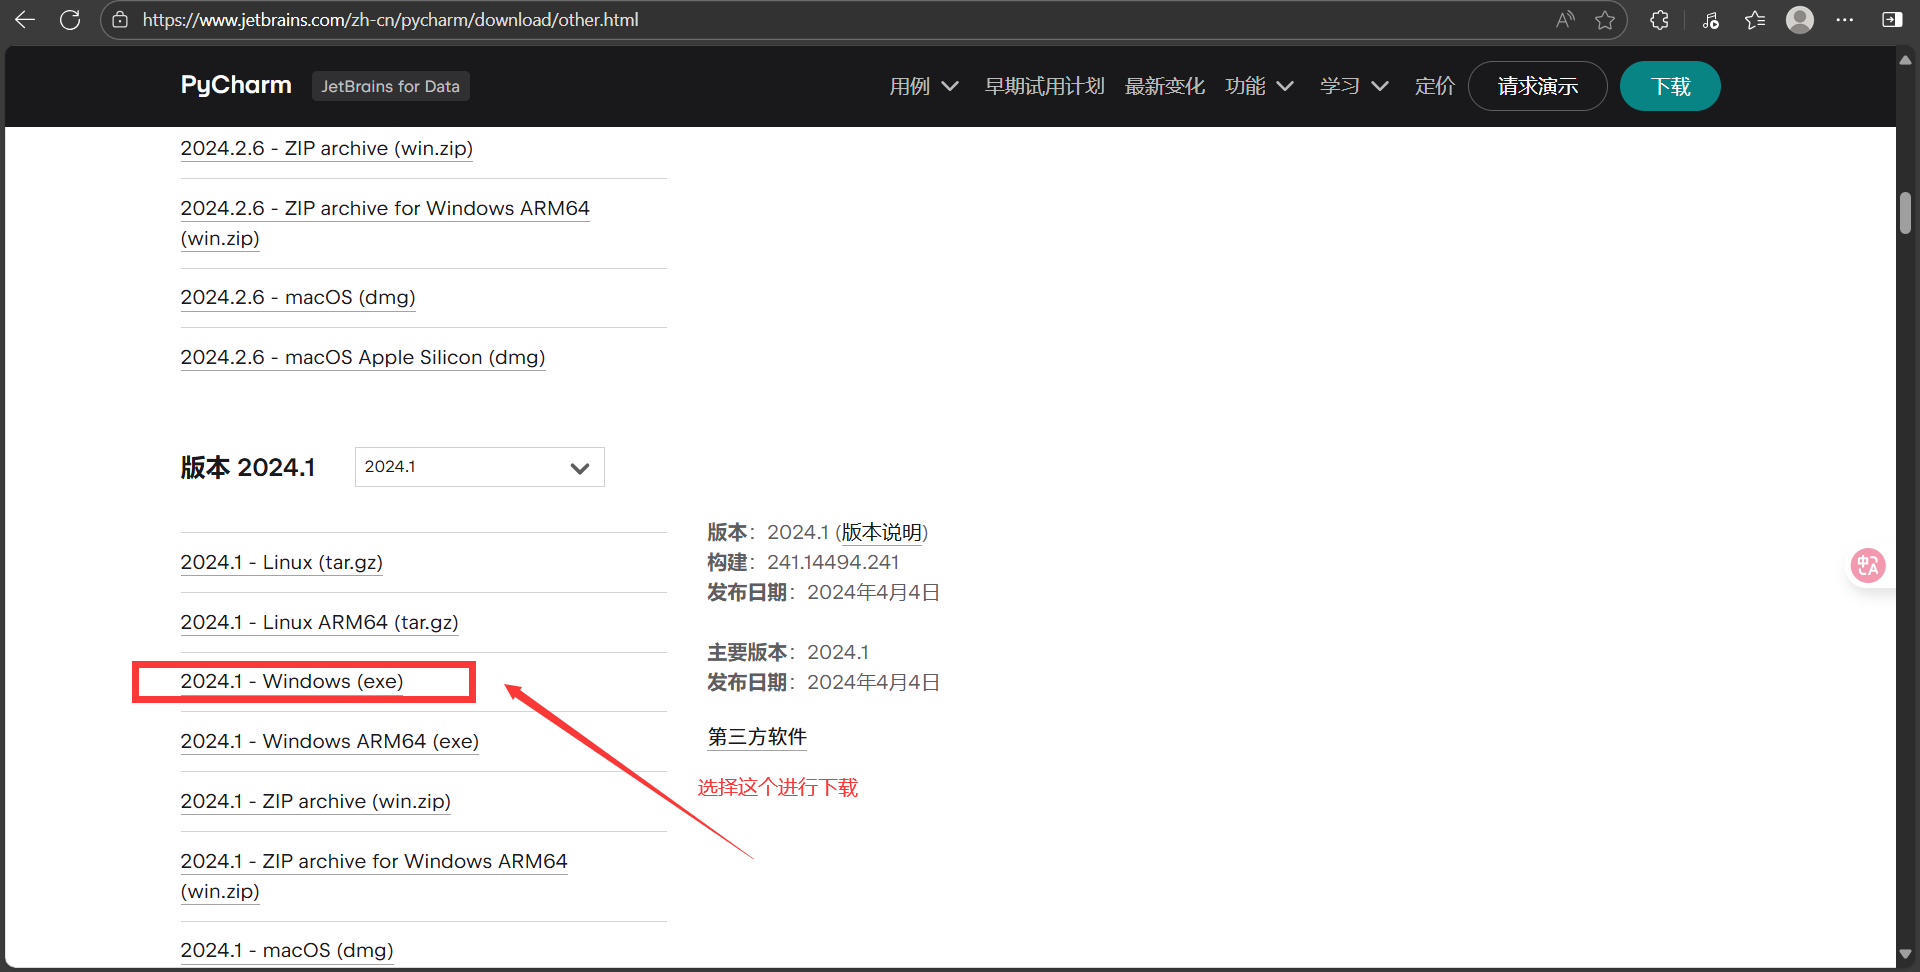 https://www.jetbrains.com/zh-cn/pycharm/download/other.html
PyCharm
JetBrains for Data
用例
早期试用计划
最新变化
功能
学习
定价
请求演示
下载
2024.2.6 - ZIP archive (win.zip)
2024.2.6 - ZIP archive for Windows ARM64
(win.zip)
2024.2.6 - macOS (dmg)
2024.2.6 - macOS Apple Silicon (dmg)
版本 2024.1
2024.1
2024.1 - Linux (tar.gz)
2024.1 - Linux ARM64 (tar.gz)
2024.1 - Windows (exe)
2024.1 - Windows ARM64 (exe)
2024.1 - ZIP archive (win.zip)
2024.1 - ZIP archive for Windows ARM64
(win.zip)
2024.1 - macOS (dmg)
版本：2024.1 (版本说明)
构建：241.14494.241
发布日期：2024年4月4日
主要版本：2024.1
发布日期：2024年4月4日
第三方软件
选择这个进行下载
中A